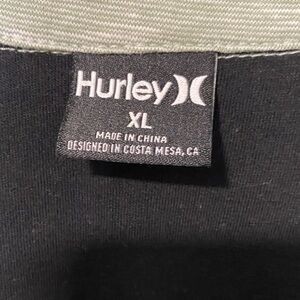 Hurley
XL
MADE IN CHINA
DESIGNED IN COSTA MESA, CA